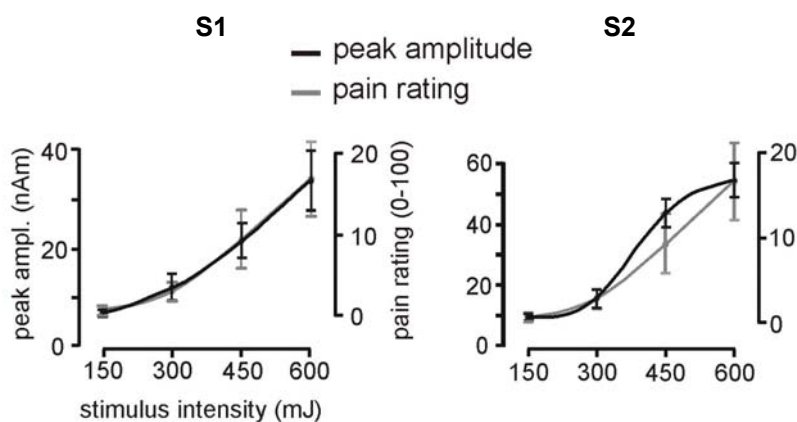 S1 S2
peak amplitude
pain rating
peak ampl. (nAm)
40
20
0
20
10
0
pain rating (0-100)
60
40
20
0
20
10
0
150 300 450 600
150 300 450 600
stimulus intensity (mJ)